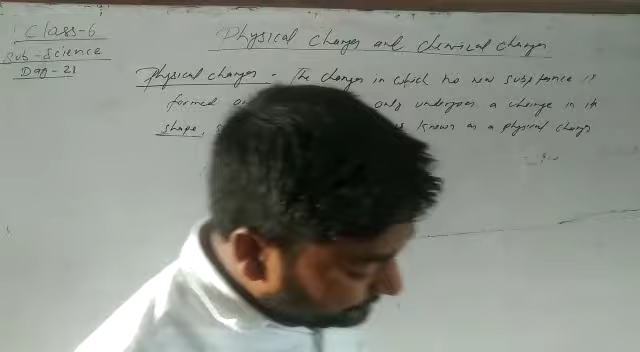 Class-6
Sub-Science
Day-21
Physical changes and chemical changes
Physical changes - The changes in which no new substance is
formed only undergoes a change in its
shape, known as a physical change